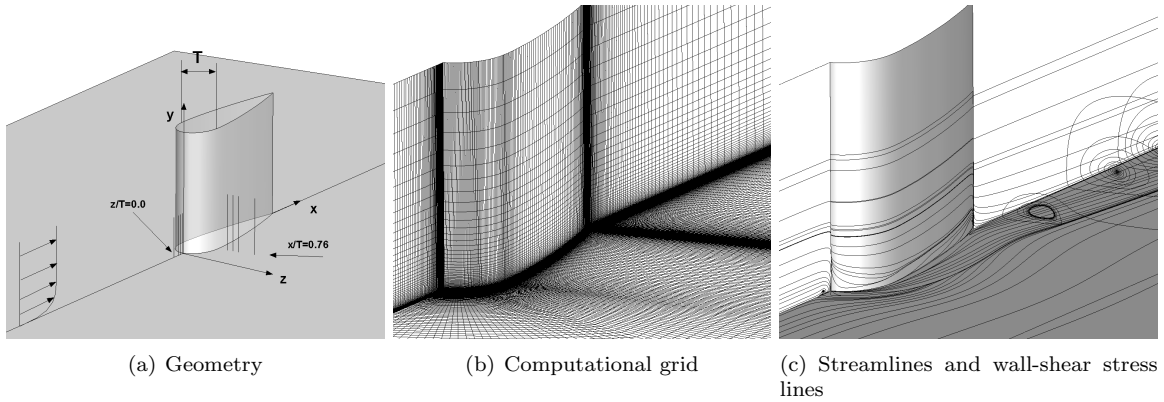 T
y
z/T=0.0
x
x/T=0.76
z
(a) Geometry
(b) Computational grid
(c) Streamlines and wall-shear stress
lines